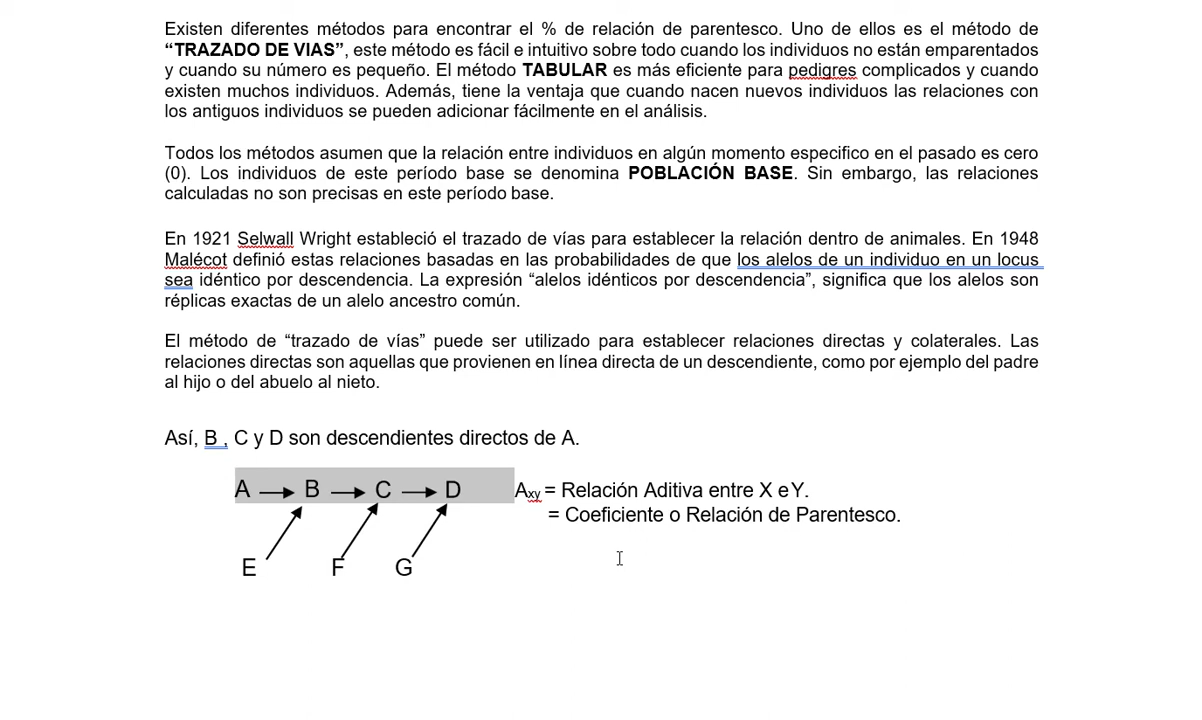 Existen diferentes métodos para encontrar el % de relación de parentesco. Uno de ellos es el método de
“TRAZADO DE VIAS”, este método es fácil e intuitivo sobre todo cuando los individuos no están emparentados
y cuando su número es pequeño. El método TABULAR es más eficiente para pedigres complicados y cuando
existen muchos individuos. Además, tiene la ventaja que cuando nacen nuevos individuos las relaciones con
los antiguos individuos se pueden adicionar fácilmente en el análisis.
Todos los métodos asumen que la relación entre individuos en algún momento especifico en el pasado es cero
(0). Los individuos de este período base se denomina POBLACIÓN BASE. Sin embargo, las relaciones
calculadas no son precisas en este período base.
En 1921 Selwall Wright estableció el trazado de vías para establecer la relación dentro de animales. En 1948
Malécot definió estas relaciones basadas en las probabilidades de que los alelos de un individuo en un locus
sea idéntico por descendencia. La expresión “alelos idénticos por descendencia”, significa que los alelos son
réplicas exactas de un alelo ancestro común.
El método de “trazado de vías” puede ser utilizado para establecer relaciones directas y colaterales. Las
relaciones directas son aquellas que provienen en línea directa de un descendiente, como por ejemplo del padre
al hijo o del abuelo al nieto.
Así, B , C y D son descendientes directos de A.
A → B → C → D Axy = Relación Aditiva entre X eY.
= Coeficiente o Relación de Parentesco.
E F G